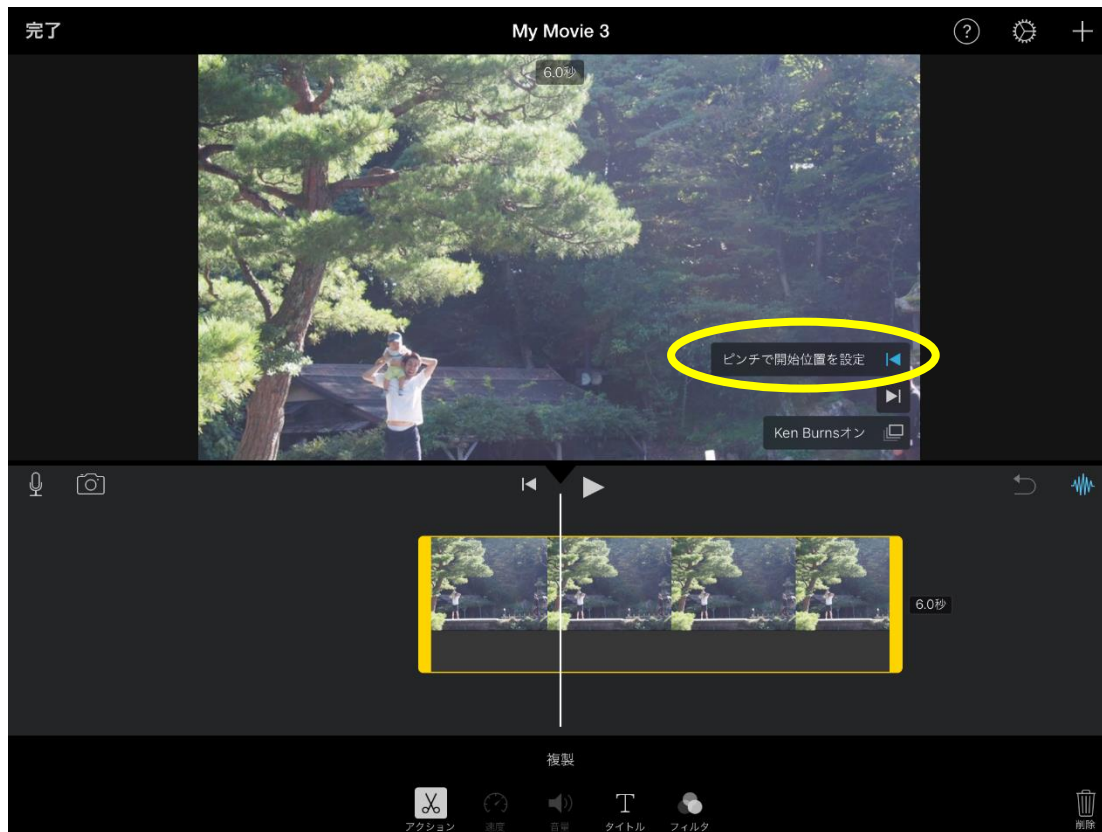 完了
My Movie 3
?
6.0秒
ピンチで開始位置を設定
Ken Burnsオン
6.0秒
複製
アクション
速度
音量
T
タイトル
フィルタ
削除